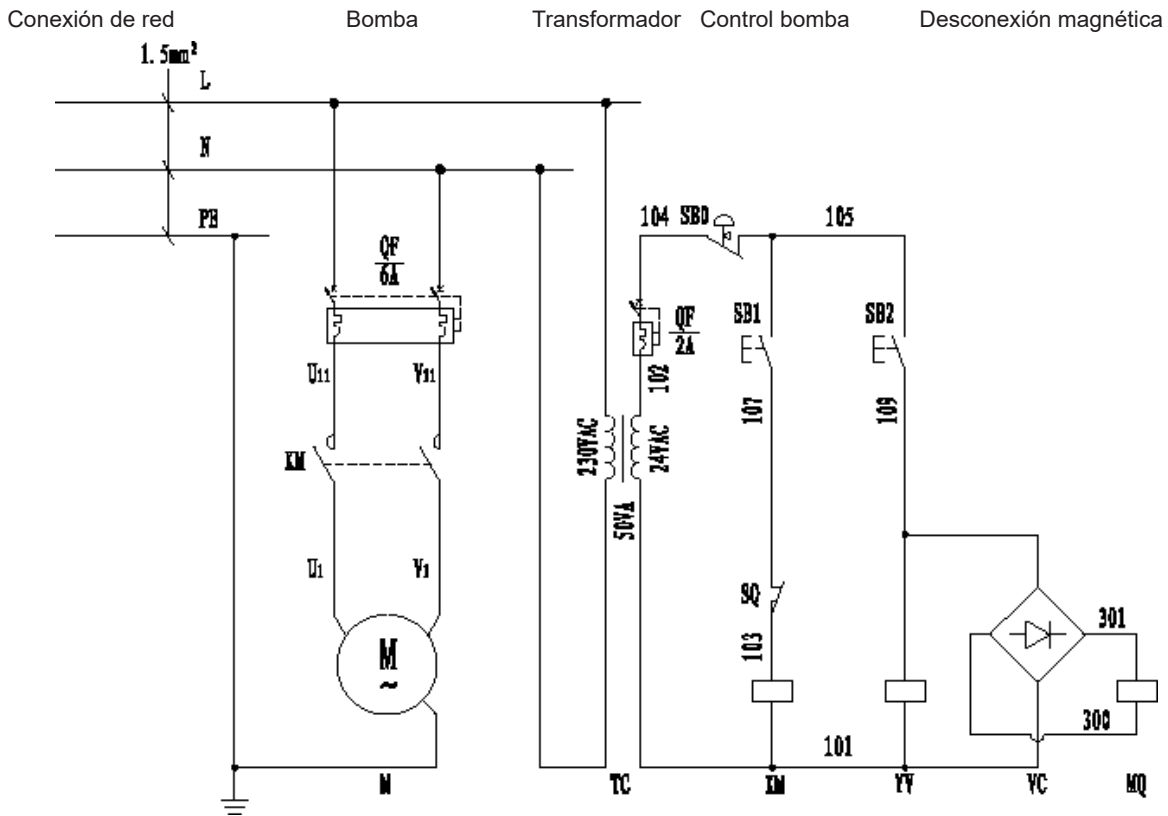 Conexión de red Bomba Transformador Control bomba Desconexión magnética
1.5mm²
L
N
PE
104 SB0 105
QF
6A
SB1 SB2
QF
2A
U11 V11
102
107 109
KM
230VAC 24VAC
50VA
U1 V1
SQ
M
~
103
301
300
101
M TC KM YV VC MQ